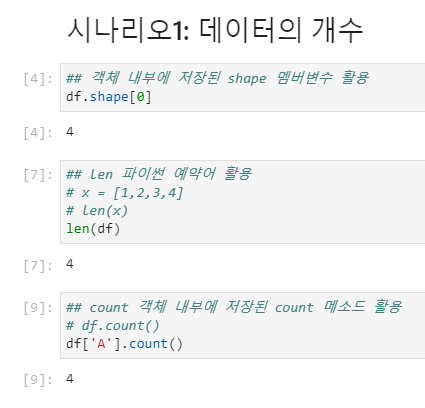 시나리오1: 데이터의 개수
[4]: ## 객체 내부에 저장된 shape 멤버변수 활용
df.shape[0]
[4]: 4
[7]: ## len 파이썬 예약어 활용
# x = [1,2,3,4]
# len(x)
len(df)
[7]: 4
[9]: ## count 객체 내부에 저장된 count 메소드 활용
# df.count()
df['A'].count()
[9]: 4